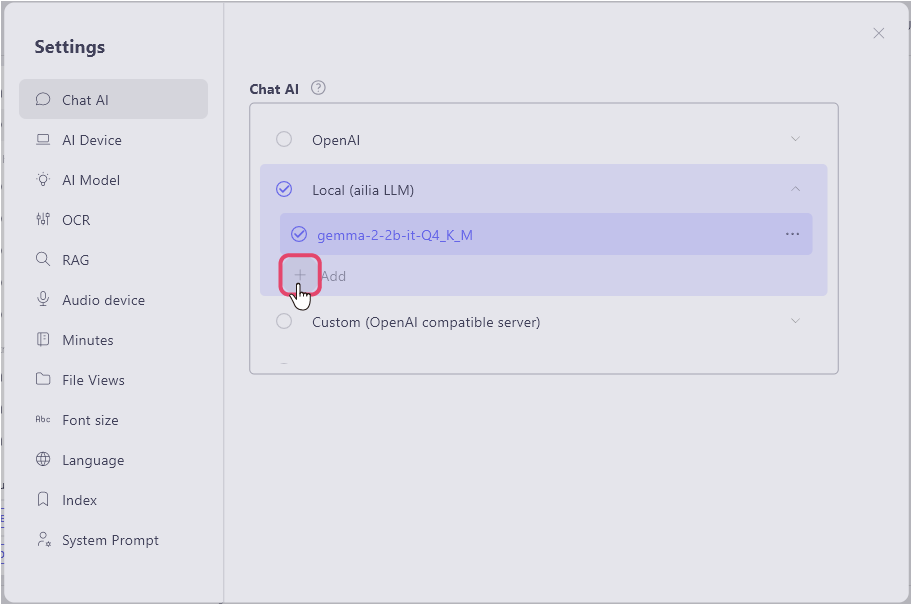 Settings
Chat AI
AI Device
AI Model
OCR
RAG
Audio device
Minutes
File Views
Abc Font size
Language
Index
System Prompt
Chat AI ?
OpenAI
Local (ailia LLM)
gemma-2-2b-it-Q4_K_M
Add
Custom (OpenAI compatible server)